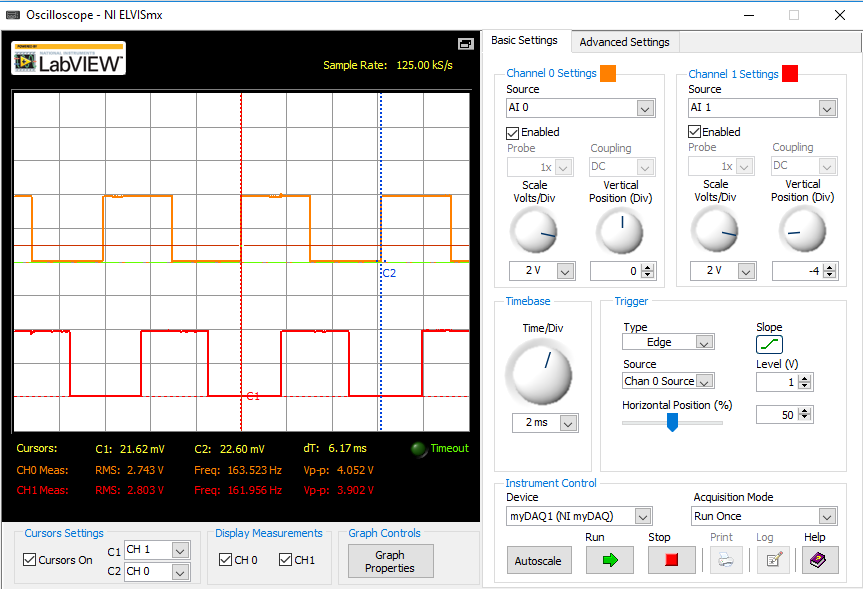 Oscilloscope - NI ELVISmx
POWERED BY
NATIONAL INSTRUMENTS
LabVIEW™
Sample Rate: 125.00 kS/s
C2
C1
Cursors: C1: 21.62 mV C2: 22.60 mV dT: 6.17 ms Timeout
CH0 Meas: RMS: 2.743 V Freq: 163.523 Hz Vp-p: 4.052 V
CH1 Meas: RMS: 2.803 V Freq: 161.956 Hz Vp-p: 3.902 V
Cursors Settings
Cursors On
C1 CH 1
C2 CH 0
Display Measurements
CH 0 CH1
Graph Controls
Graph
Properties
Basic Settings Advanced Settings
Channel 0 Settings
Source
AI 0
Enabled
Probe Coupling
1x DC
Scale Vertical
Volts/Div Position (Div)
2 V 0
Channel 1 Settings
Source
AI 1
Enabled
Probe Coupling
1x DC
Scale Vertical
Volts/Div Position (Div)
2 V -4
Timebase
Time/Div
2 ms
Trigger
Type Slope
Edge
Source Level (V)
Chan 0 Source 1
Horizontal Position (%)
50
Instrument Control
Device Acquisition Mode
myDAQ1 (NI myDAQ) Run Once
Run Stop Print Log Help
Autoscale